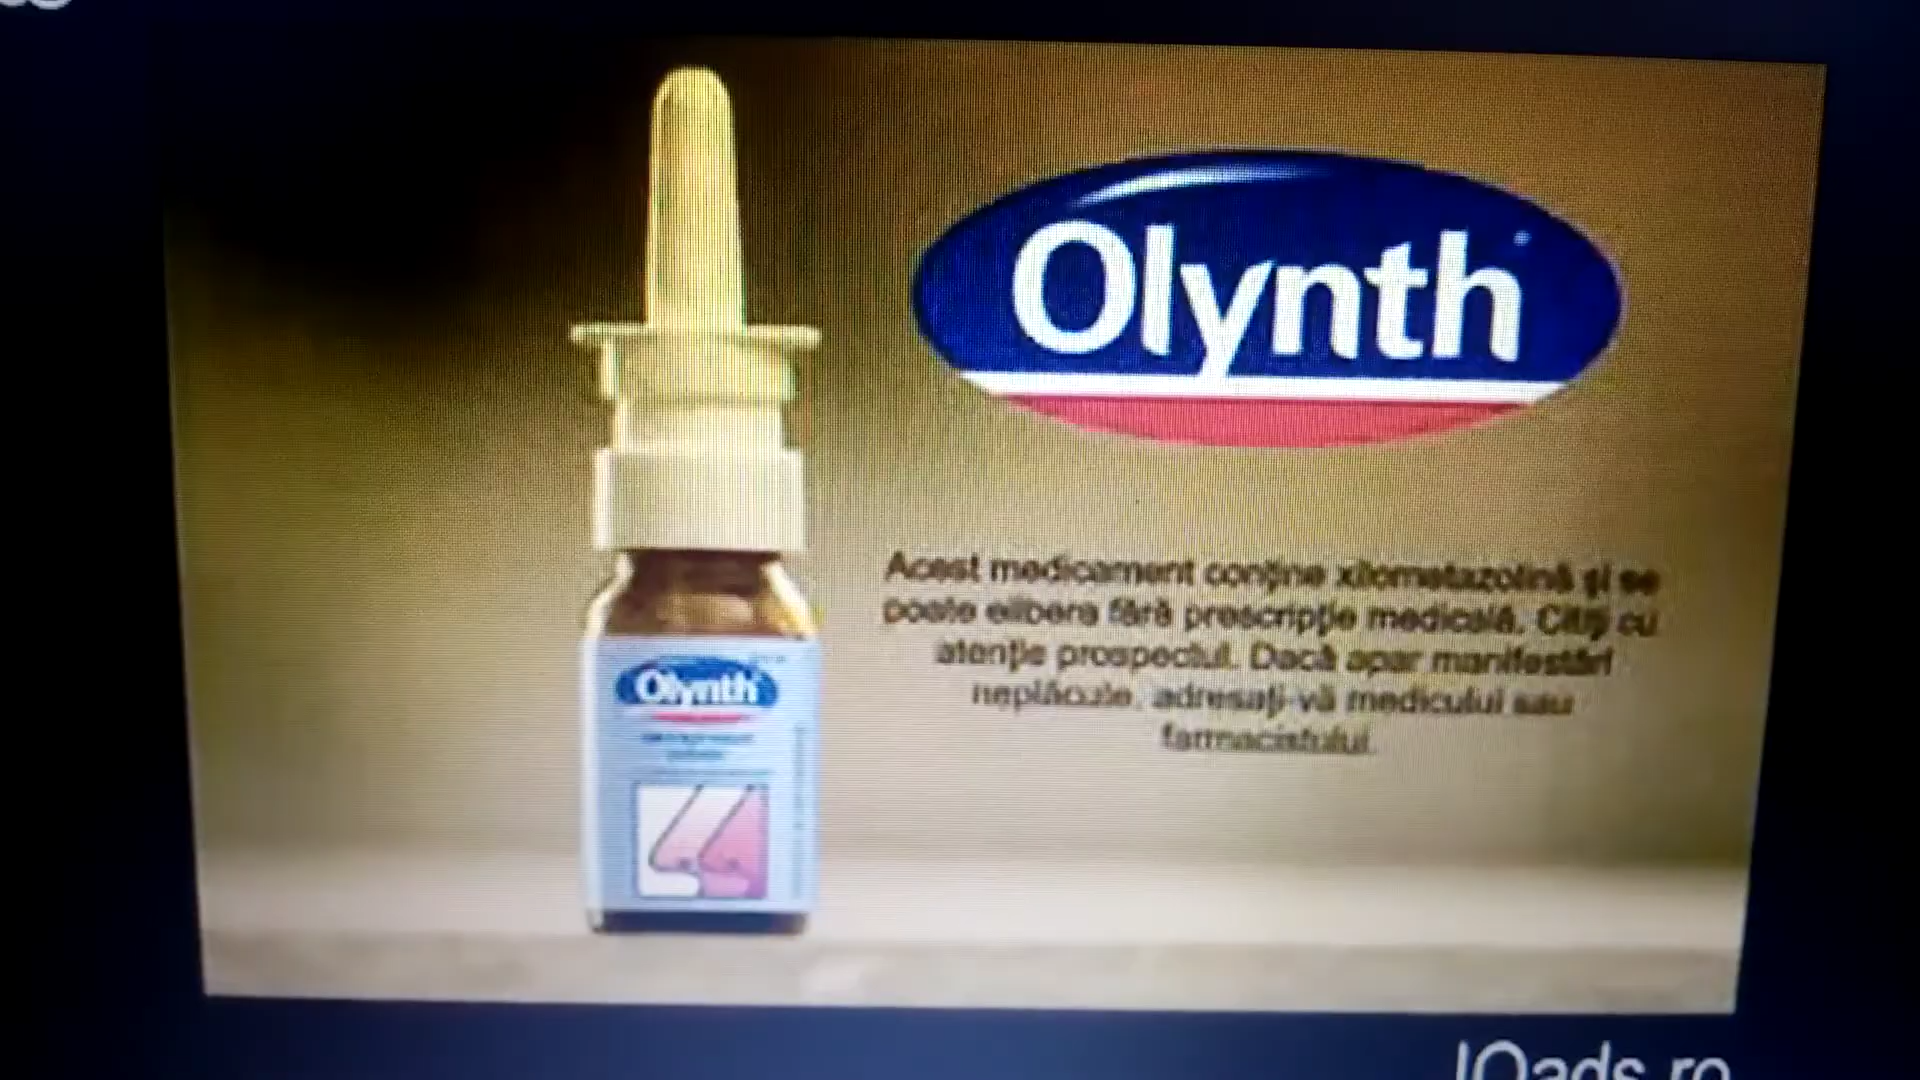 Olynth
Acest medicament conține xilometazolină și se
poate elibera fără prescripție medicală. Citiți cu
atenție prospectul. Dacă apar manifestări
neplăcute, adresați-vă medicului sau
farmacistului.
Olynth
IQads.ro